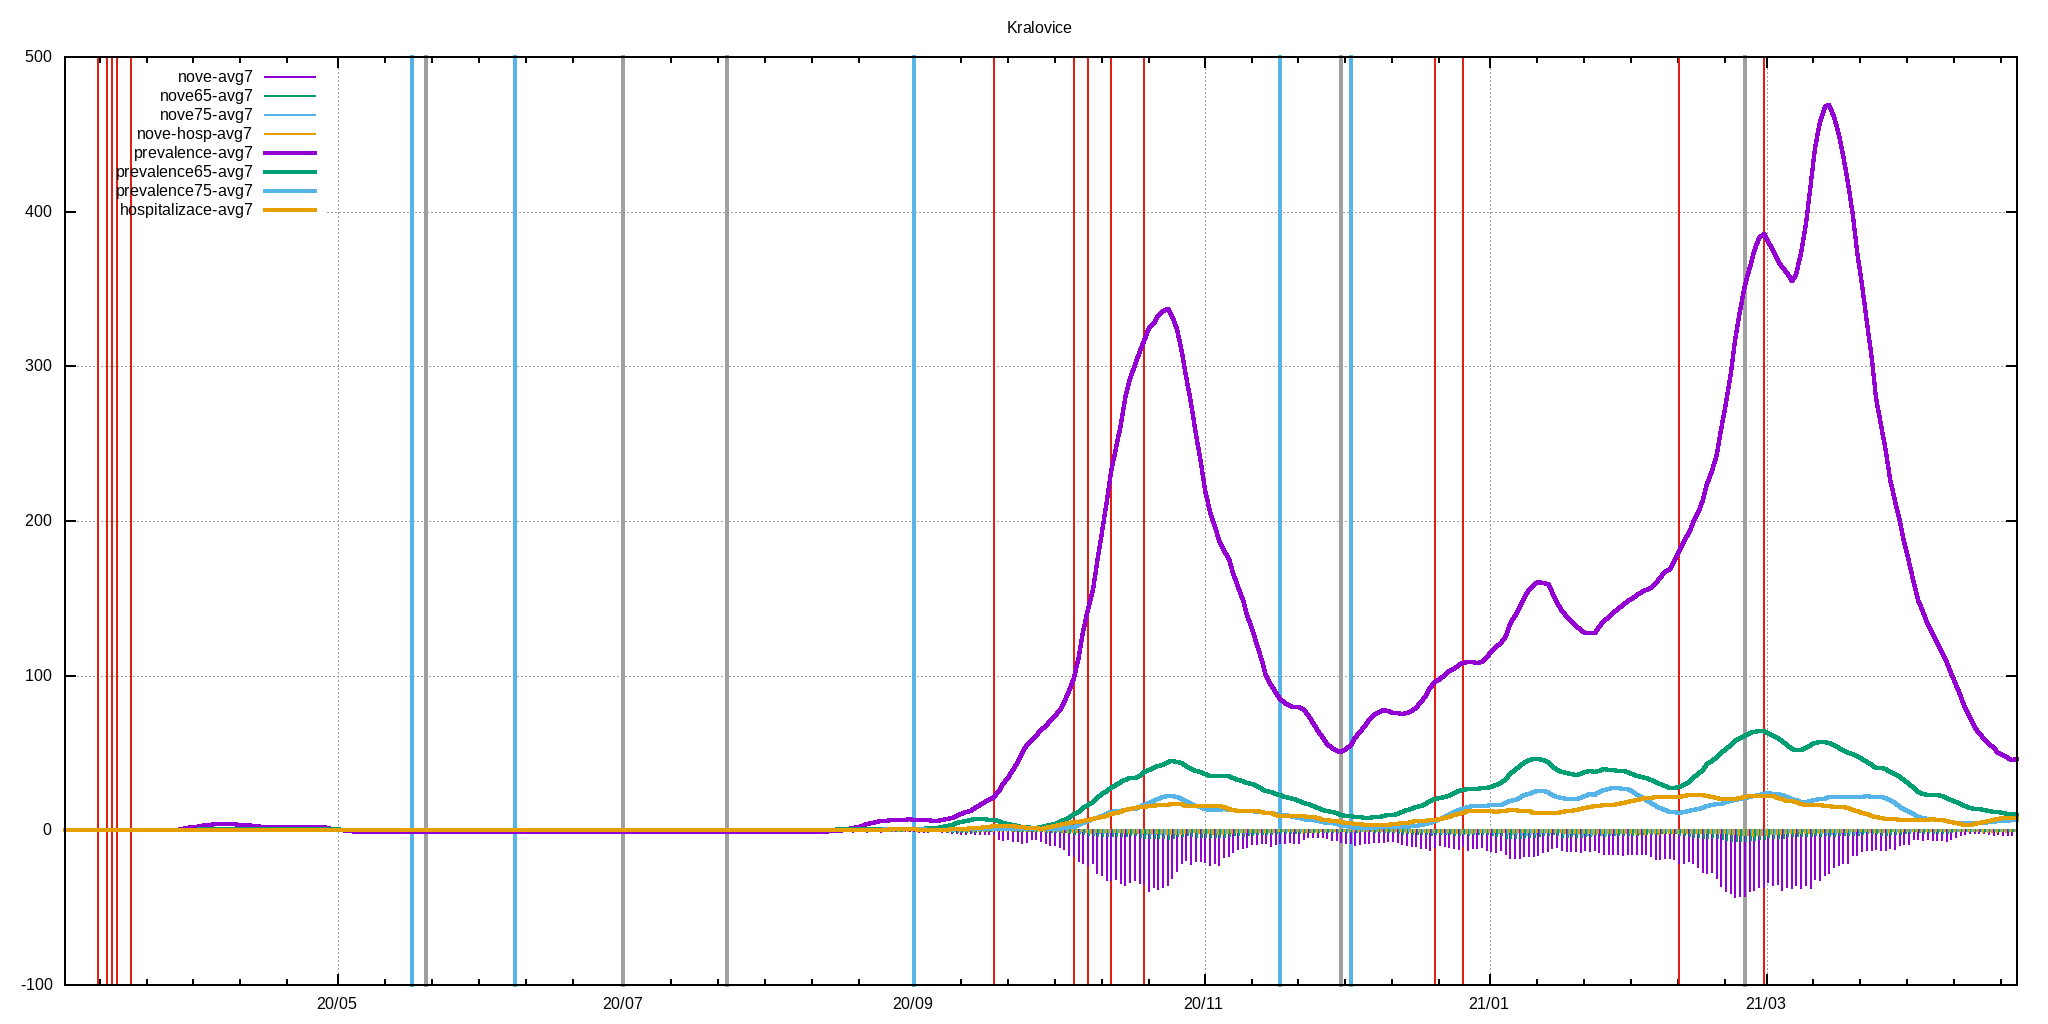 Kralovice
500
nove-avg7
nove65-avg7
nove75-avg7
nove-hosp-avg7
prevalence-avg7
prevalence65-avg7
prevalence75-avg7
hospitalizace-avg7
400
300
200
100
0
-100
20/05 20/07 20/09 20/11 21/01 21/03